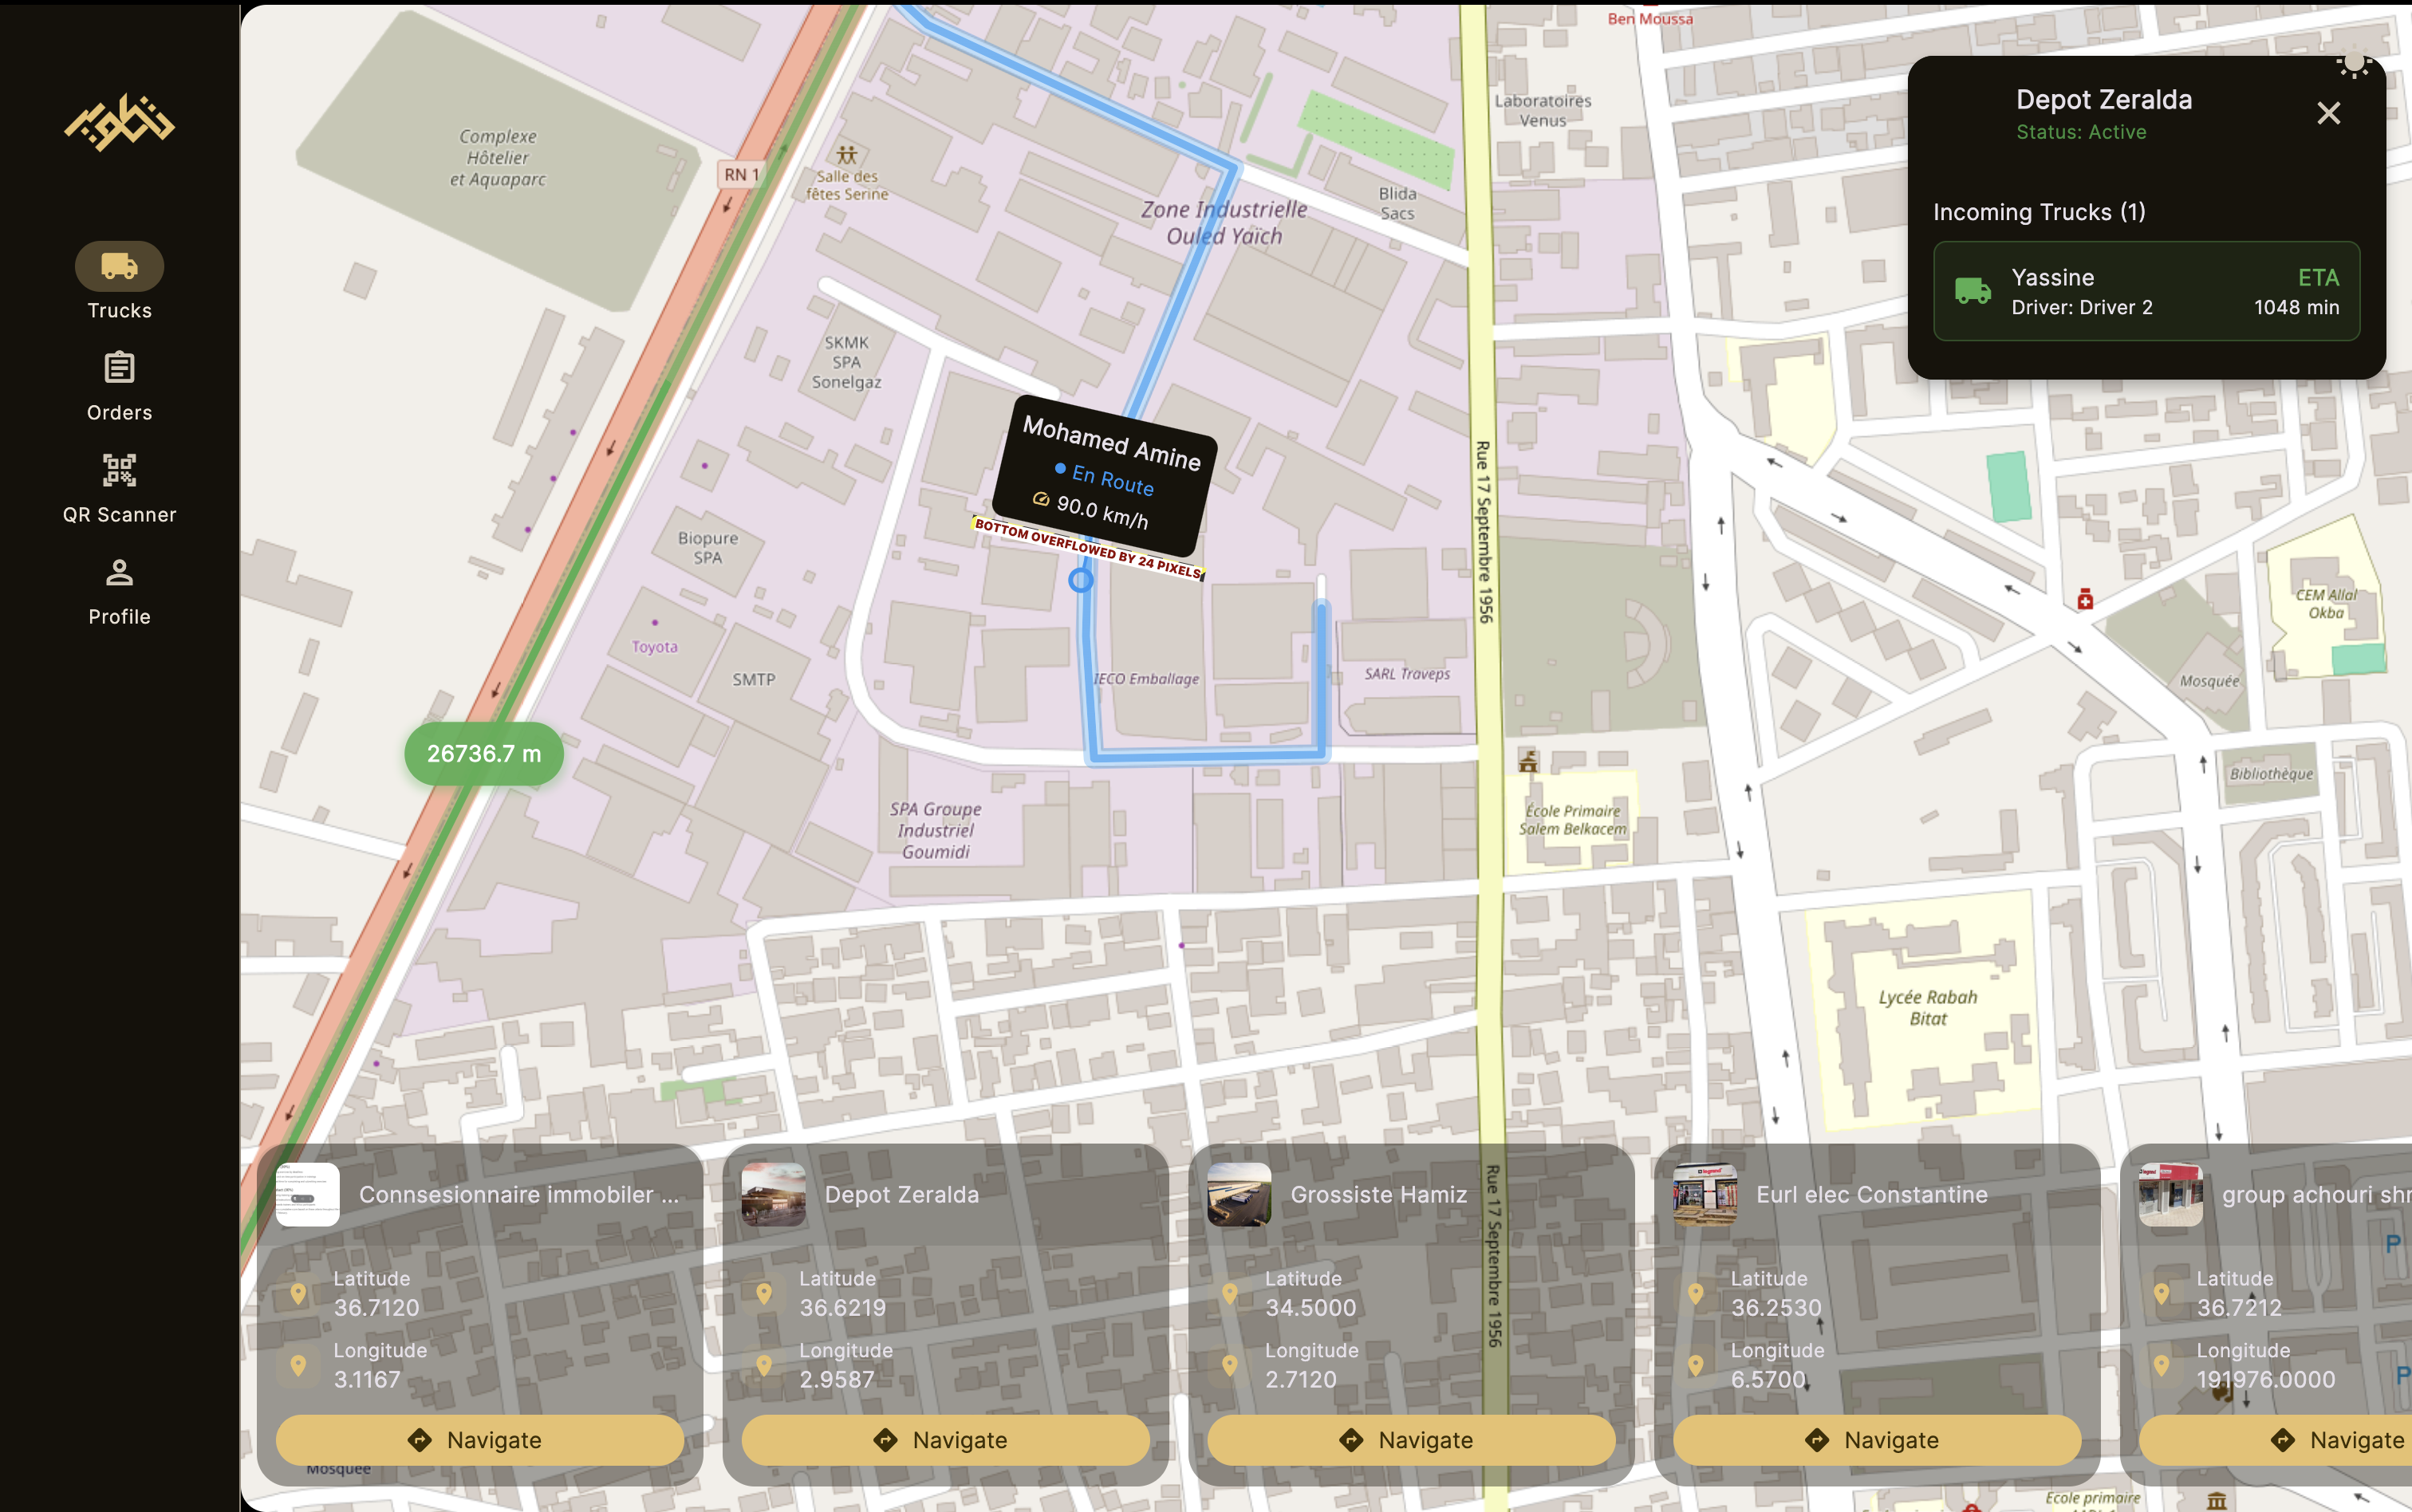 Trucks
Orders
QR Scanner
Profile
Ben Moussa
Laboratoires
Venus
Complexe
Hôtelier
et Aquaparc
RN 1
Salle des
fêtes Serine
Blida
Sacs
Zone Industrielle
Ouled Yaïch
SKMK
SPA
Sonelgaz
Depot Zeralda
Status: Active
Incoming Trucks (1)
Yassine
ETA
Driver: Driver 2
1048 min
Mohamed Amine
En Route
90.0 km/h
BOTTOM OVERFLOWED BY 24 PIXELS
Rue 17 Septembre 1956
Biopure
SPA
Toyota
SMTP
IECO Emballage
SARL Traveps
CEM Allal
Okba
Mosquée
Bibliothèque
26736.7 m
SPA Groupe
Industriel
Goumidi
École Primaire
Salem Belkacem
Lycée Rabah
Bitat
Connsesionnaire immobiler ...
Latitude
36.7120
Longitude
3.1167
Navigate
Depot Zeralda
Latitude
36.6219
Longitude
2.9587
Navigate
Grossiste Hamiz
Latitude
34.5000
Longitude
2.7120
Navigate
Rue 17 Septembre 1956
Eurl elec Constantine
Latitude
36.2530
Longitude
6.5700
Navigate
group achouri shr
Latitude
36.7212
Longitude
191976.0000
Navigate
P
P
Mosquée
Ecole primaire